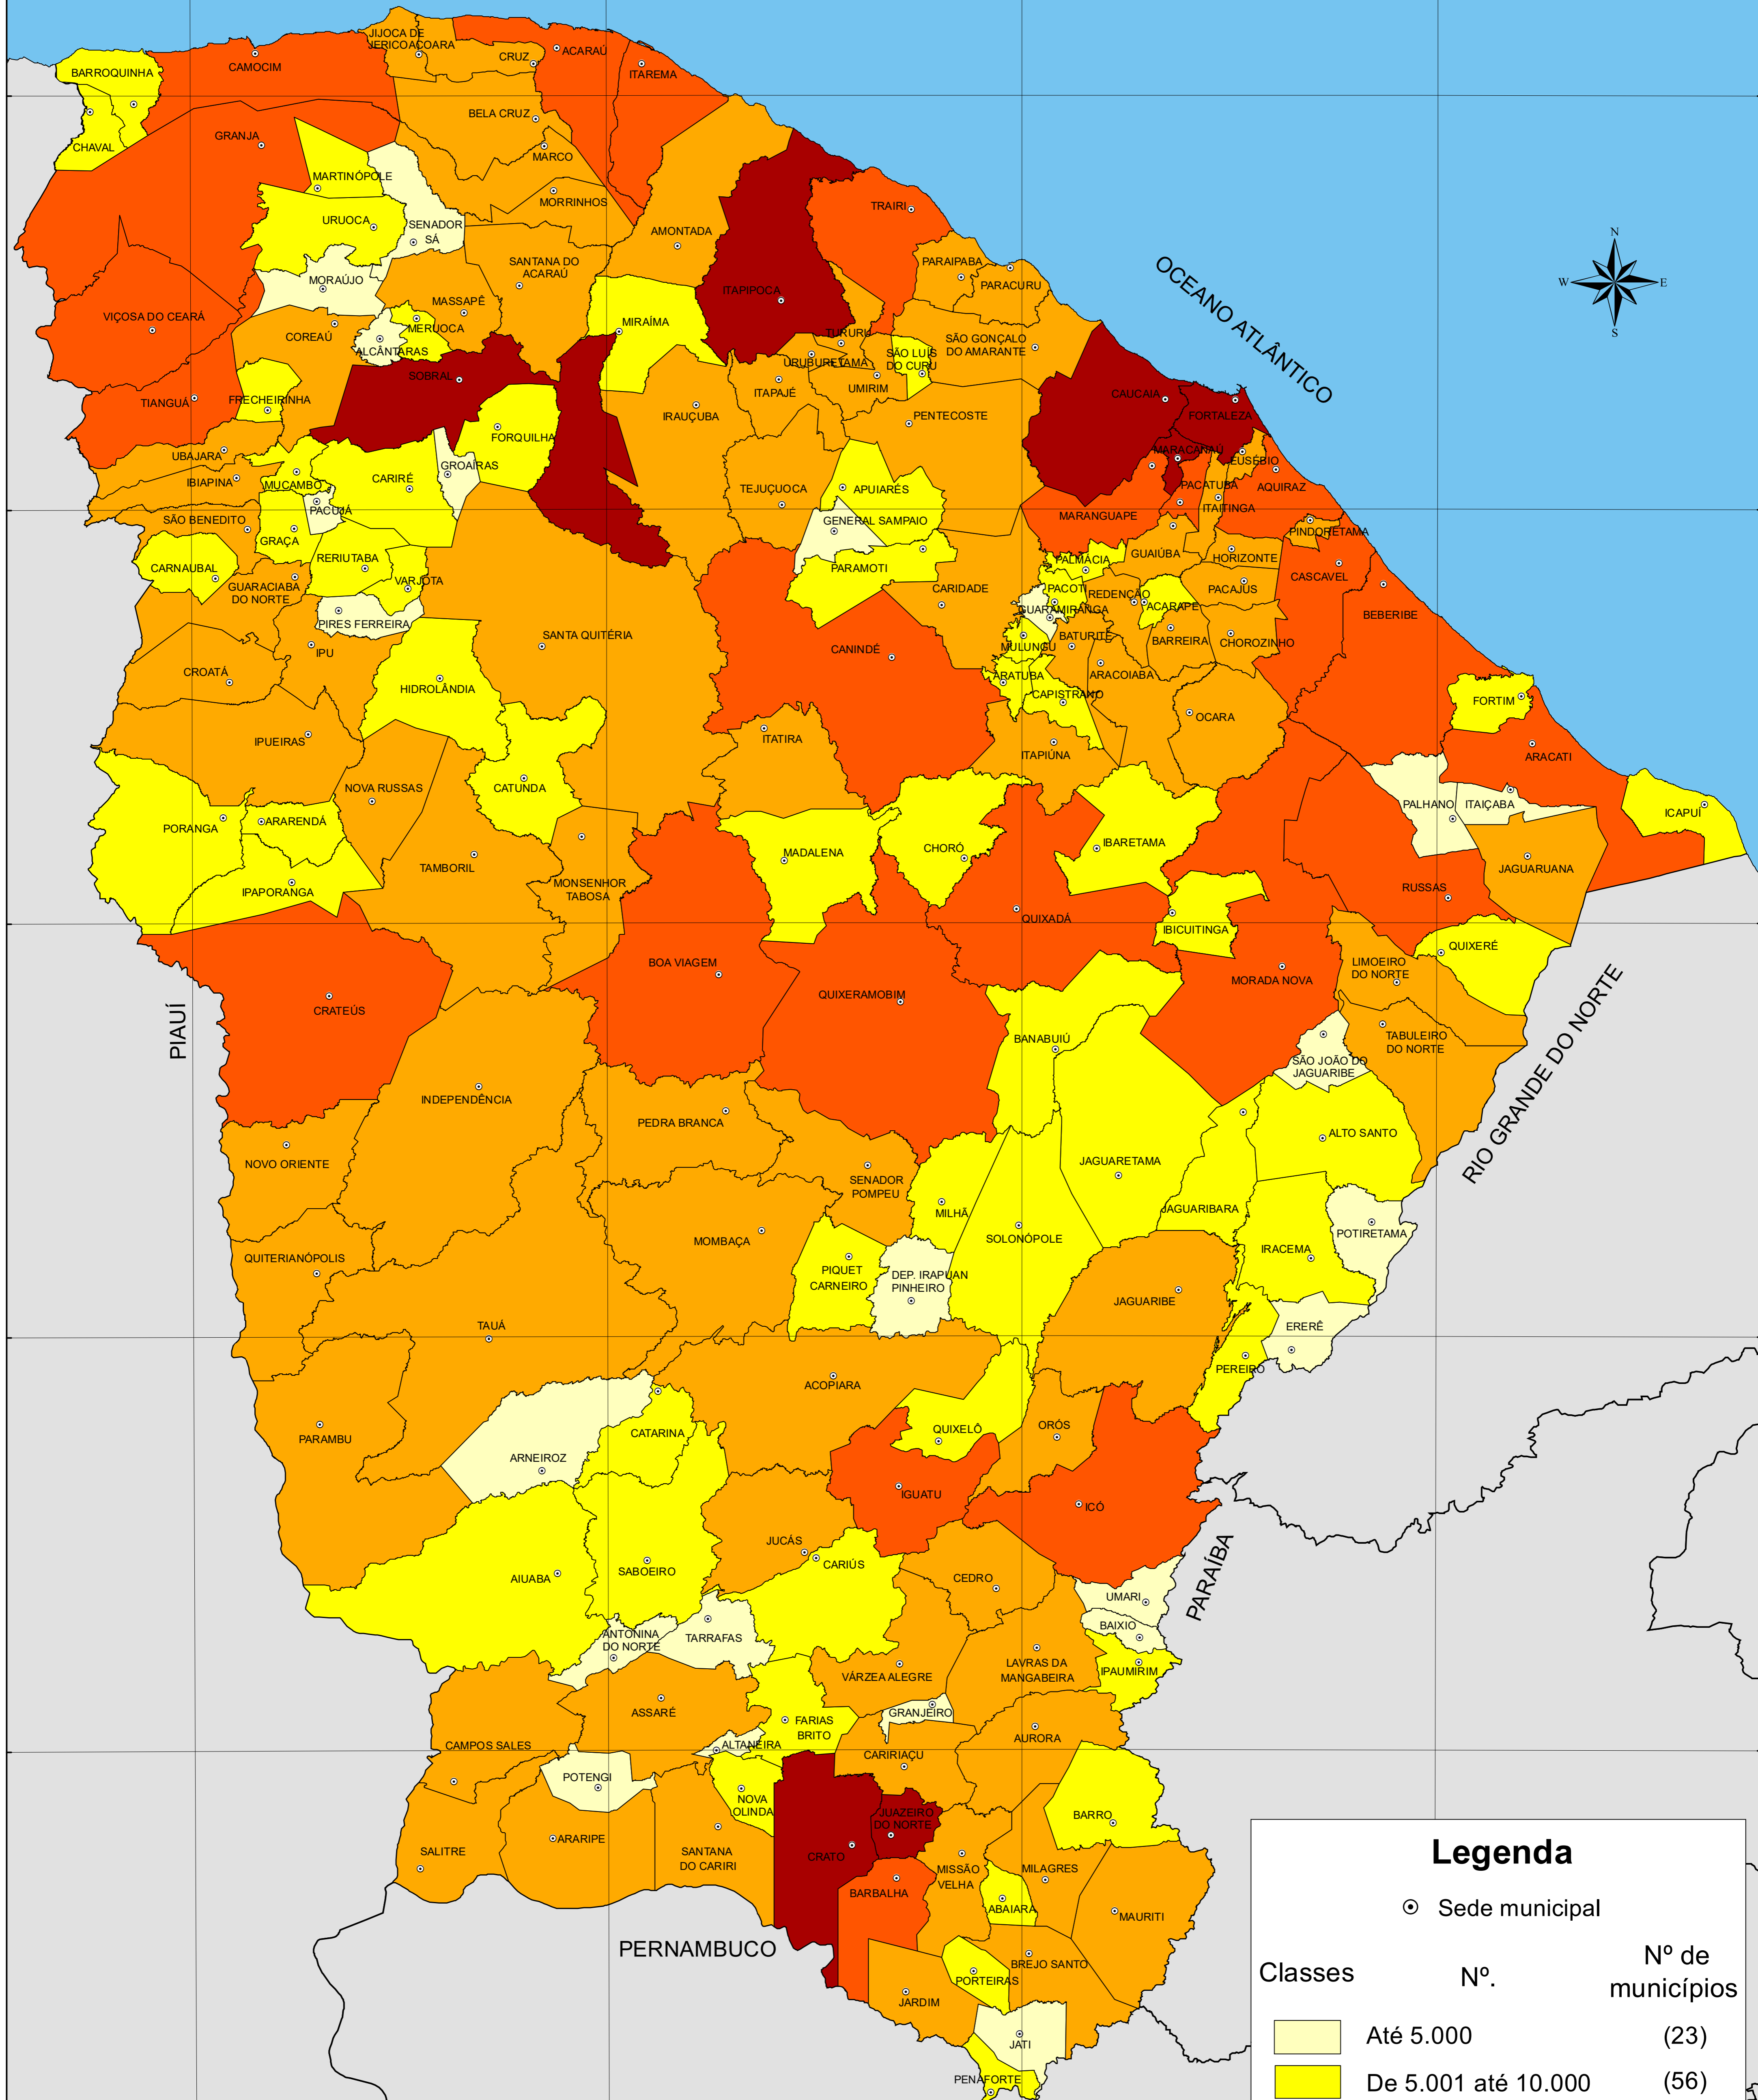 JIJOCA DE
JERICOACOARA
CRUZ
ACARAÚ
ITAREMA
BARROQUINHA
CAMOCIM
BELA CRUZ
GRANJA
CHAVAL
MARCO
MARTINÓPOLE
MORRINHOS
TRAIRI
URUOCA
SENADOR
SÁ
AMONTADA
N
W
E
S
SANTANA DO
ACARAÚ
PARAIPABA
PARACURU
OCEANO ATLÂNTICO
MORAÚJO
ITAPIPOCA
MASSAPÊ
VIÇOSA DO CEARÁ
MIRAÍMA
MERUOCA
COREAÚ
TURURU
SÃO GONÇALO
DO AMARANTE
ALCÂNTARAS
SÃO LUÍS
DO CURU
URUBURETAMA
SOBRAL
UMIRIM
ITAPAJÉ
CAUCAIA
TIANGUÁ
FRECHEIRINHA
IRAUÇUBA
PENTECOSTE
FORTALEZA
FORQUILHA
MARACANAÚ
UBAJARA
EUSÉBIO
GROAÍRAS
IBIAPINA
MUCAMBO
CARIRÉ
TEJUÇUOCA
APUIARÉS
PACATUBA
AQUIRAZ
ITAITINGA
PACUJÁ
MARANGUAPE
SÃO BENEDITO
GENERAL SAMPAIO
PINDORETAMA
GRAÇA
RERIUTABA
GUAIÚBA
HORIZONTE
PALMÁCIA
CARNAUBAL
PARAMOTI
CASCAVEL
VARJOTA
GUARACIABA
DO NORTE
CARIDADE
PACOTI
REDENÇÃO
PACAJUS
GUARAMIRANGA
ACARAPE
BEBERIBE
PIRES FERREIRA
SANTA QUITÉRIA
BATURITÉ
BARREIRA
CHOROZINHO
MULUNGU
IPU
CANINDÉ
CROATÁ
ARATUBA
ARACOIABA
HIDROLÂNDIA
CAPISTRANO
FORTIM
OCARA
IPUEIRAS
ITATIRA
ITAPIÚNA
ARACATI
NOVA RUSSAS
CATUNDA
PALHANO
ITAIÇABA
ICAPUÍ
PORANGA
ARARENDÁ
IBARETAMA
MADALENA
CHORÓ
TAMBORIL
JAGUARUANA
MONSENHOR
TABOSA
IPAPORANGA
RUSSAS
QUIXADÁ
IBICUITINGA
QUIXERÉ
BOA VIAGEM
LIMOEIRO
DO NORTE
MORADA NOVA
QUIXERAMOBIM
CRATEÚS
PIAUÍ
BANABUIÚ
TABULEIRO
DO NORTE
SÃO JOÃO DO
JAGUARIBE
RIO GRANDE DO NORTE
INDEPENDÊNCIA
PEDRA BRANCA
ALTO SANTO
NOVO ORIENTE
JAGUARETAMA
SENADOR
POMPEU
MILHÃ
JAGUARIBARA
POTIRETAMA
SOLONÓPOLE
MOMBAÇA
IRACEMA
QUITERIANÓPOLIS
PIQUET
CARNEIRO
DEP. IRAPUAN
PINHEIRO
JAGUARIBE
TAUÁ
ERERÊ
PEREIRO
ACOPIARA
ORÓS
QUIXELÔ
PARAMBU
CATARINA
ARNEIROZ
IGUATU
ICÓ
JUCÁS
CARIÚS
PARAÍBA
SABOEIRO
AIUABA
CEDRO
UMARI
BAIXIO
ANTONINA
DO NORTE
TARRAFAS
LAVRAS DA
MANGABEIRA
IPAUMIRIM
VÁRZEA ALEGRE
ASSARÉ
GRANJEIRO
FARIAS
BRITO
AURORA
CAMPOS SALES
ALTANEIRA
CARIRIAÇU
POTENGI
NOVA
OLINDA
JUAZEIRO
DO NORTE
BARRO
ARARIPE
SALITRE
SANTANA
DO CARIRI
CRATO
MISSÃO
VELHA
MILAGRES
BARBALHA
ABAIARA
MAURITI
PERNAMBUCO
BREJO SANTO
PORTEIRAS
JARDIM
JATI
PENAFORTE
Legenda
Sede municipal
Classes
Nº.
Nº de
municípios
Até 5.000
(23)
De 5.001 até 10.000
(56)